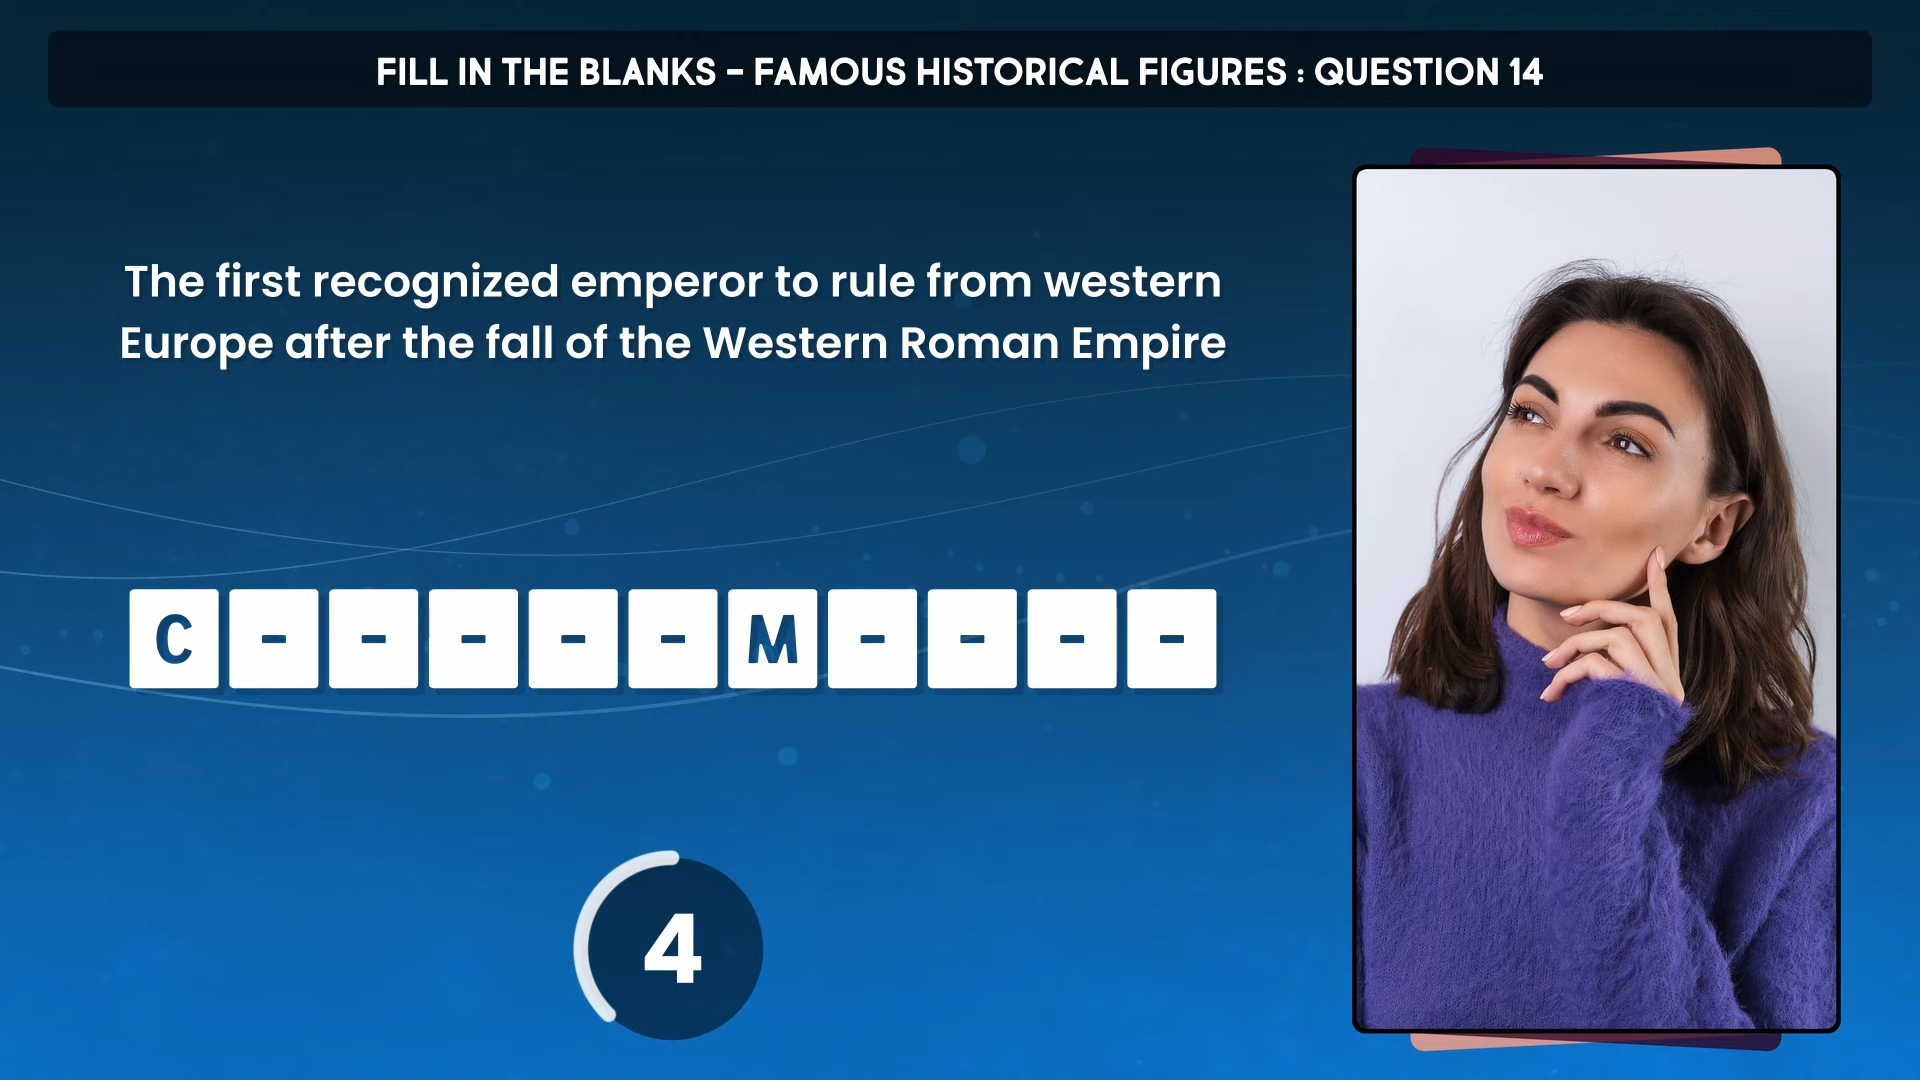 FILL IN THE BLANKS - FAMOUS HISTORICAL FIGURES : QUESTION 14
The first recognized emperor to rule from western
Europe after the fall of the Western Roman Empire
C - - - - - M - - - -
4